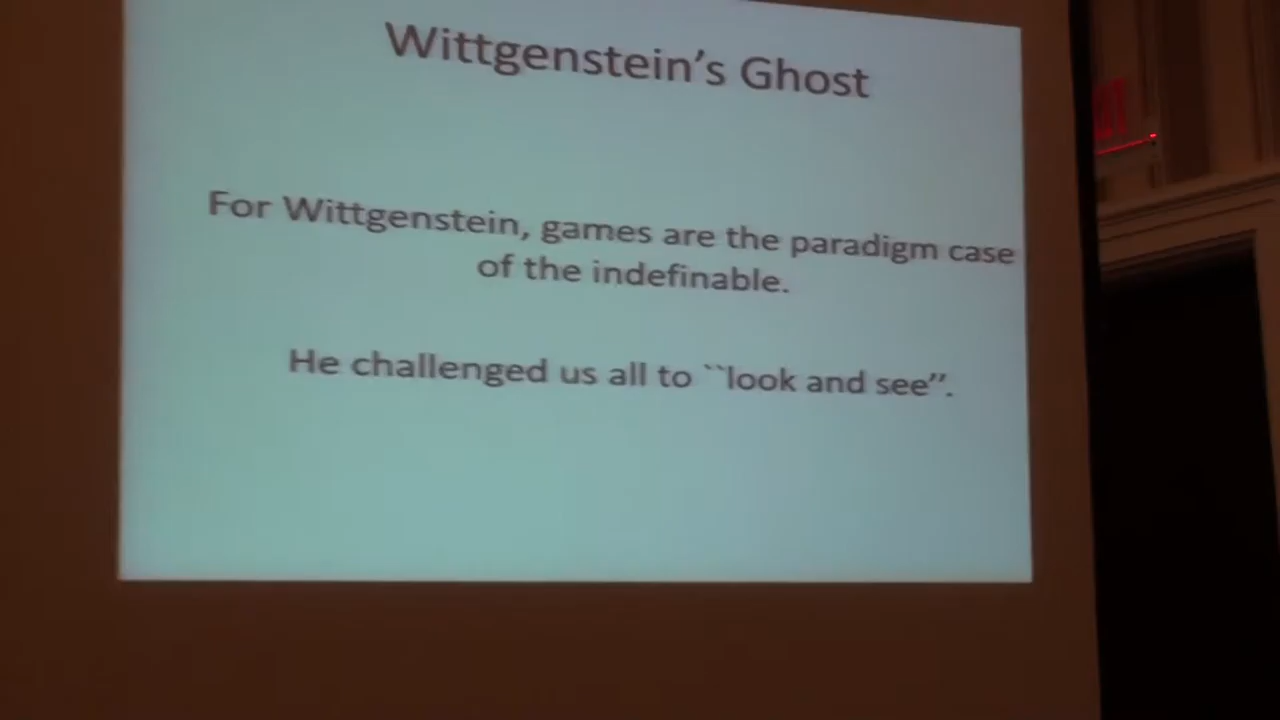 Wittgenstein’s Ghost
For Wittgenstein, games are the paradigm case
of the indefinable.
He challenged us all to ``look and see”.